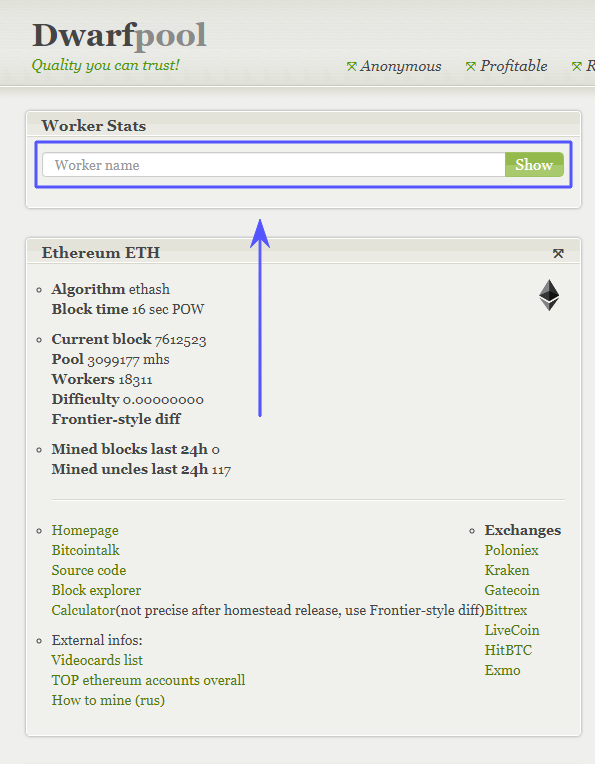 Dwarfpool
Quality you can trust!
Anonymous Profitable R
Worker Stats
Worker name Show
Ethereum ETH
Algorithm ethash
Block time 16 sec POW
Current block 7612523
Pool 3099177 mhs
Workers 18311
Difficulty 0.00000000
Frontier-style diff
Mined blocks last 24h 0
Mined uncles last 24h 117
Homepage
Bitcointalk
Source code
Block explorer
Calculator(not precise after homestead release, use Frontier-style diff)
External infos:
Videocards list
TOP ethereum accounts overall
How to mine (rus)
Exchanges
Poloniex
Kraken
Gatecoin
Bittrex
LiveCoin
HitBTC
Exmo